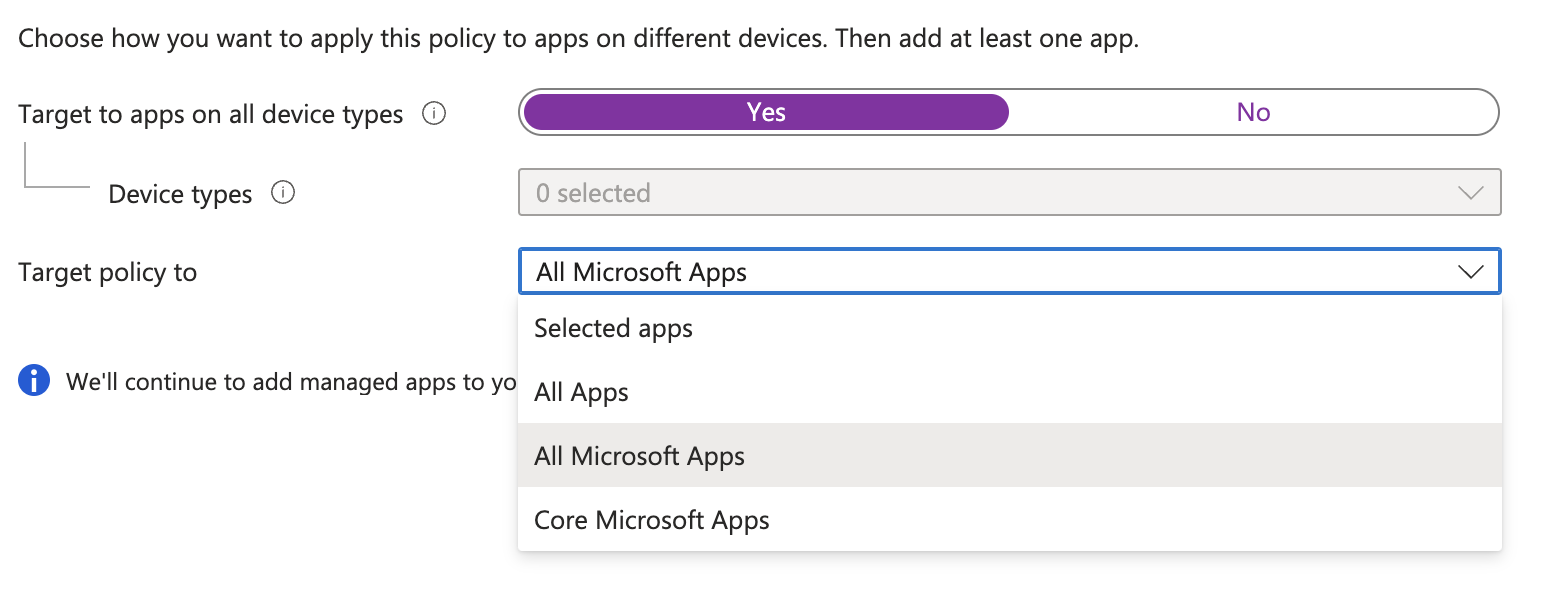 Choose how you want to apply this policy to apps on different devices. Then add at least one app.
Target to apps on all device types
Yes
No
Device types
0 selected
Target policy to
All Microsoft Apps
Selected apps
We'll continue to add managed apps to yo
All Apps
All Microsoft Apps
Core Microsoft Apps